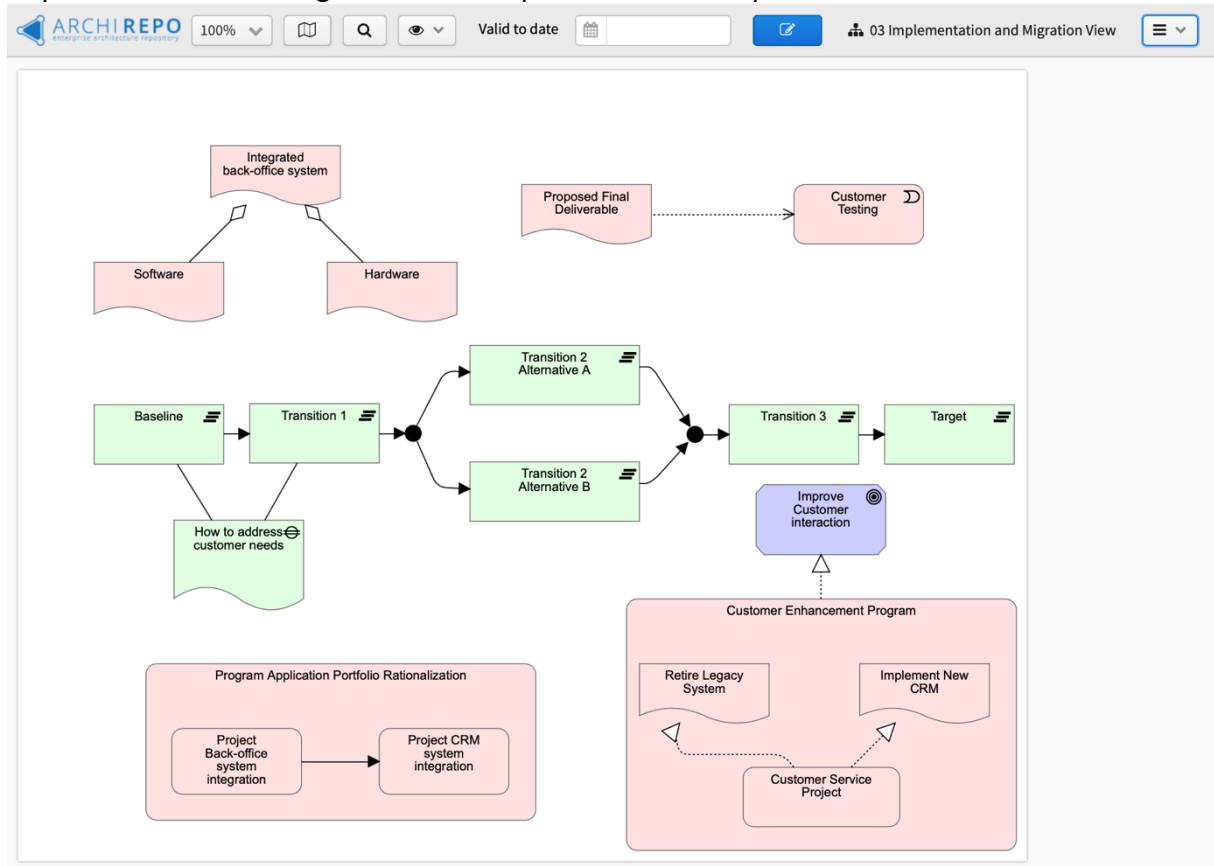 ARCHI REPO
enterprise architecture repository
100%
Valid to date
03 Implementation and Migration View
Integrated
back-office system
Proposed Final
Deliverable
Customer
Testing
Software
Hardware
Transition 2
Alternative A
Baseline
Transition 1
Transition 3
Target
Transition 2
Alternative B
Improve
Customer
interaction
How to address
customer needs
Customer Enhancement Program
Program Application Portfolio Rationalization
Retire Legacy
System
Implement New
CRM
Project
Back-office
system
integration
Project CRM
system
integration
Customer Service
Project